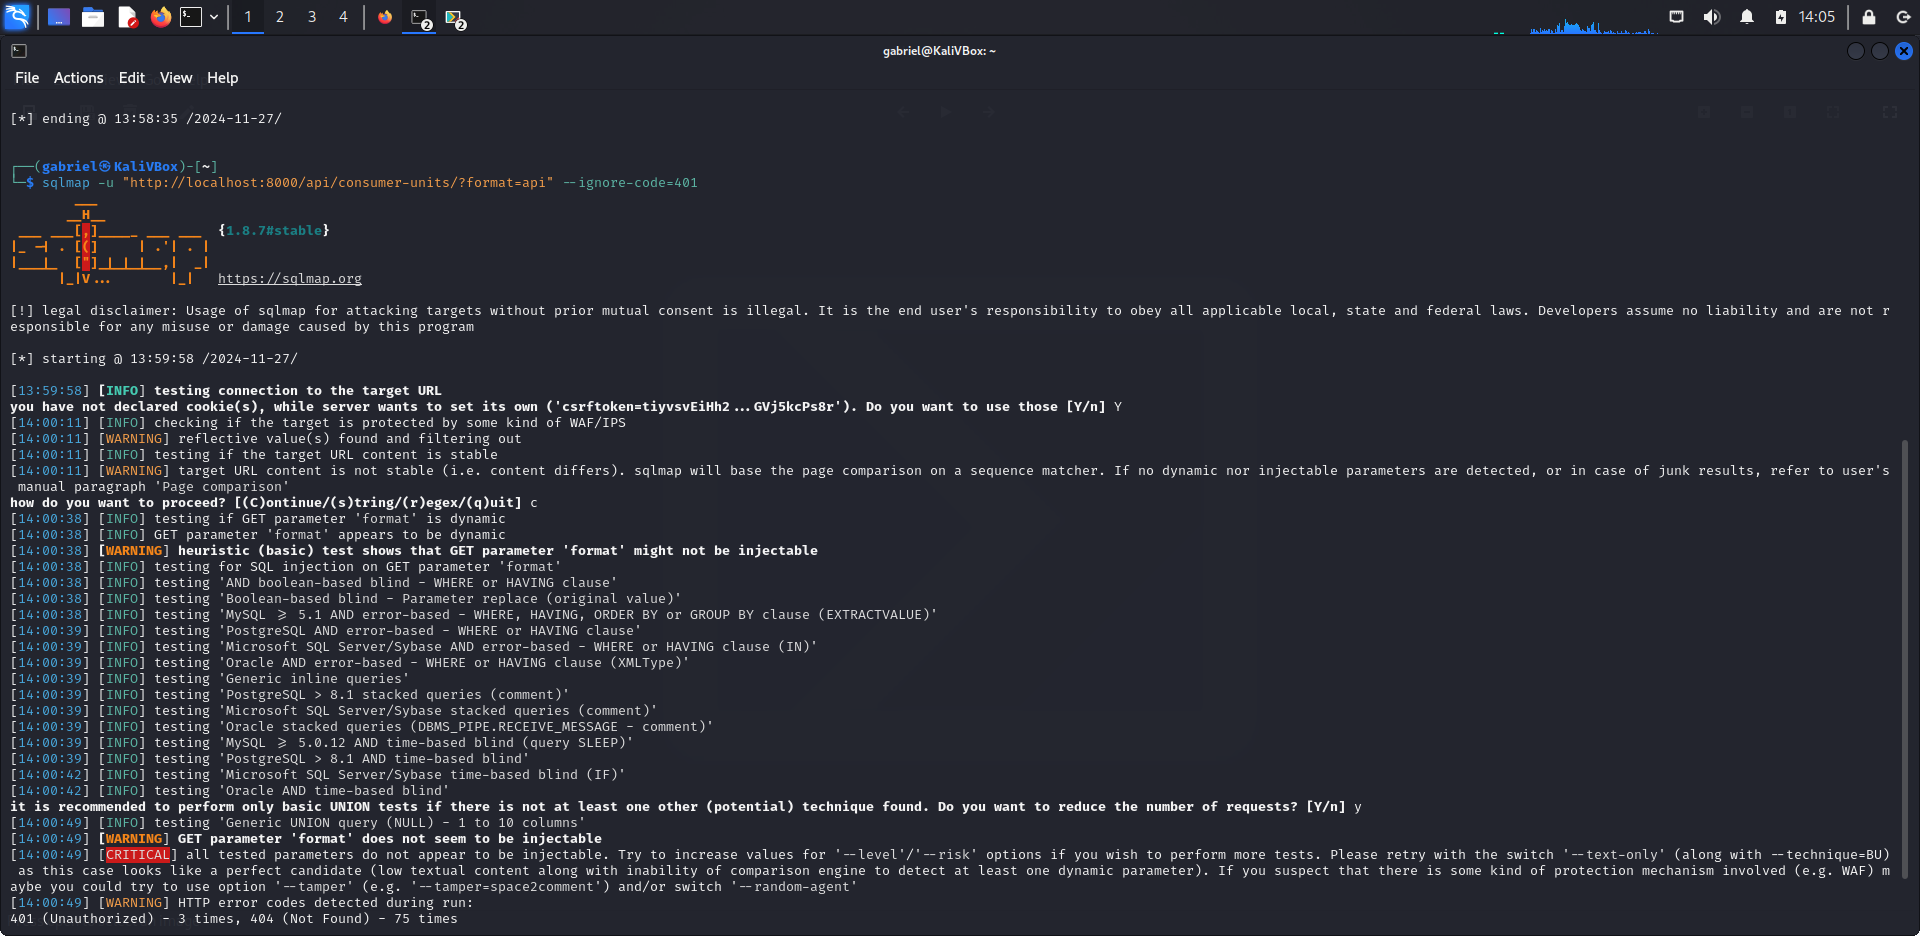 1 2 3 4 2 2 14:05
gabriel@KaliVBox: ~
File Actions Edit View Help
[*] ending @ 13:58:35 /2024-11-27/
┌──(gabriel㉿KaliVBox)-[~]
└─$ sqlmap -u "http://localhost:8000/api/consumer-units/?format=api" --ignore-code=401
        ___
       __H__
 ___ ___[,]_____ ___ ___  {1.8.7#stable}
|_ -| . [(]     | .'| . |
|___|_  ["]_|_|_|__,|  _|
      |_|V...       |_|   https://sqlmap.org
[!] legal disclaimer: Usage of sqlmap for attacking targets without prior mutual consent is illegal. It is the end user's responsibility to obey all applicable local, state and federal laws. Developers assume no liability and are not r
esponsible for any misuse or damage caused by this program
[*] starting @ 13:59:58 /2024-11-27/
[13:59:58] [INFO] testing connection to the target URL
you have not declared cookie(s), while server wants to set its own ('csrftoken=tiyvsvEiHh2...GVj5kcPs8r'). Do you want to use those [Y/n] Y
[14:00:11] [INFO] checking if the target is protected by some kind of WAF/IPS
[14:00:11] [WARNING] reflective value(s) found and filtering out
[14:00:11] [INFO] testing if the target URL content is stable
[14:00:11] [WARNING] target URL content is not stable (i.e. content differs). sqlmap will base the page comparison on a sequence matcher. If no dynamic nor injectable parameters are detected, or in case of junk results, refer to user's
 manual paragraph 'Page comparison'
how do you want to proceed? [(C)ontinue/(s)tring/(r)egex/(q)uit] c
[14:00:38] [INFO] testing if GET parameter 'format' is dynamic
[14:00:38] [INFO] GET parameter 'format' appears to be dynamic
[14:00:38] [WARNING] heuristic (basic) test shows that GET parameter 'format' might not be injectable
[14:00:38] [INFO] testing for SQL injection on GET parameter 'format'
[14:00:38] [INFO] testing 'AND boolean-based blind - WHERE or HAVING clause'
[14:00:38] [INFO] testing 'Boolean-based blind - Parameter replace (original value)'
[14:00:38] [INFO] testing 'MySQL >= 5.1 AND error-based - WHERE, HAVING, ORDER BY or GROUP BY clause (EXTRACTVALUE)'
[14:00:39] [INFO] testing 'PostgreSQL AND error-based - WHERE or HAVING clause'
[14:00:39] [INFO] testing 'Microsoft SQL Server/Sybase AND error-based - WHERE or HAVING clause (IN)'
[14:00:39] [INFO] testing 'Oracle AND error-based - WHERE or HAVING clause (XMLType)'
[14:00:39] [INFO] testing 'Generic inline queries'
[14:00:39] [INFO] testing 'PostgreSQL > 8.1 stacked queries (comment)'
[14:00:39] [INFO] testing 'Microsoft SQL Server/Sybase stacked queries (comment)'
[14:00:39] [INFO] testing 'Oracle stacked queries (DBMS_PIPE.RECEIVE_MESSAGE - comment)'
[14:00:39] [INFO] testing 'MySQL >= 5.0.12 AND time-based blind (query SLEEP)'
[14:00:39] [INFO] testing 'PostgreSQL > 8.1 AND time-based blind'
[14:00:42] [INFO] testing 'Microsoft SQL Server/Sybase time-based blind (IF)'
[14:00:42] [INFO] testing 'Oracle AND time-based blind'
it is recommended to perform only basic UNION tests if there is not at least one other (potential) technique found. Do you want to reduce the number of requests? [Y/n] y
[14:00:49] [INFO] testing 'Generic UNION query (NULL) - 1 to 10 columns'
[14:00:49] [WARNING] GET parameter 'format' does not seem to be injectable
[14:00:49] [CRITICAL] all tested parameters do not appear to be injectable. Try to increase values for '--level'/'--risk' options if you wish to perform more tests. Please retry with the switch '--text-only' (along with --technique=BU)
 as this case looks like a perfect candidate (low textual content along with inability of comparison engine to detect at least one dynamic parameter). If you suspect that there is some kind of protection mechanism involved (e.g. WAF) m
aybe you could try to use option '--tamper' (e.g. '--tamper=space2comment') and/or switch '--random-agent'
[14:00:49] [WARNING] HTTP error codes detected during run:
401 (Unauthorized) - 3 times, 404 (Not Found) - 75 times